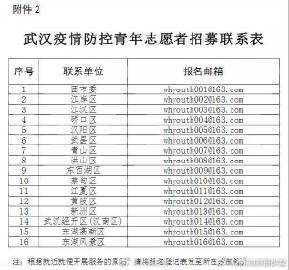 附件 2
武汉疫情防控青年志愿者招募联系表
序号 联系单位 报名邮箱
1 团市委 whyouth001@163.com
2 江岸区 whyouth002@163.com
3 江汉区 whyouth003@163.com
4 硚口区 whyouth004@163.com
5 汉阳区 whyouth005@163.com
6 武昌区 whyouth006@163.com
7 青山区 whyouth007@163.com
8 洪山区 whyouth008@163.com
9 东西湖区 whyouth009@163.com
10 蔡甸区 whyouth010@163.com
11 江夏区 whyouth011@163.com
12 黄陂区 whyouth012@163.com
13 新洲区 whyouth013@163.com
14 武汉经开区(汉南区) whyouth014@163.com
15 东湖高新区 whyouth015@163.com
16 东湖风景区 whyouth016@163.com
根据就近就便开展服务的原则,请将报名登记表发至所在